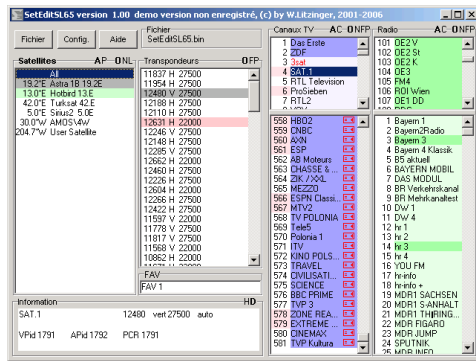 SetEditSL65 version 1.00 demo version non enregistré, (c) by W.Litzinger, 2001-2006
Fichier
Config.
Aide
Fichier
SetEditSL65.bin
Satellites AP ONL
All
19.2°E Astra 18 19.2E
13.0°E Hotbird 13.E
42.0°E Turksat 42.E
5.0°E Sirius2 5.0E
30.0°W AMOS\4W
204.7°W User Satellite
Transpondeurs OFP
11837 H 27500
11954 H 27500
12480 V 27500
12188 H 27500
12110 H 27500
12631 H 22000
12246 V 27500
12148 H 27500
12285 V 27500
12662 H 22000
12460 H 27500
12226 H 27500
12604 H 22000
12266 H 27500
12422 H 27500
11597 V 22000
11778 V 27500
11817 V 27500
11568 V 22000
10862 H 22000
FAV
FAV 1
Information HD
SAT.1 12480 vert 27500 auto
VPid 1791 APid 1792 PCR 1791
Canaux TV AC ONFP
1 Das Erste
2 ZDF
3 3sat
4 SAT.1
5 RTL Television
6 ProSieben
7 RTL2
558 HBO2
559 CNBC
560 AXN
561 ESP
562 AB Moteurs
563 CHASSE & ...
564 ZIK / XXL
565 MEZZO
566 ESPN Classi...
567 MTV2
568 TV POLONIA
569 Tele5
570 Polonia 1
571 ITV
572 KINO POLS...
573 TRAVEL
574 CIVILISATI...
575 SCIENCE
576 BBC PRIME
577 TVP 3
578 ZONE REA...
579 EXTREME ...
580 CINEMAX
581 TVP Kultura
Radio AC ONFP
101 OE2 V
102 OE2 St
103 OE2 K
104 OE3
105 FM4
106 ROI Wien
107 OE1 DD
1 Bayern 1
2 Bayern2Radio
3 Bayern 3
4 Bayern 4 Klassik
5 B5 aktuell
6 BAYERN MOBIL
7 DAS MODUL
8 BR Verkehrskanal
9 BR Mehrkanaltest
10 DW 1
11 DW 4
12 hr 1
13 hr 2
14 hr 3
15 hr 4
16 YOU FM
17 hr-info
18 hr-info +
19 MDR1 SACHSEN
20 MDR1 S-ANHALT
21 MDR1 THÜRING...
22 MDR FIGARO
23 MDR JUMP
24 SPUTNIK
25 MDR INFO